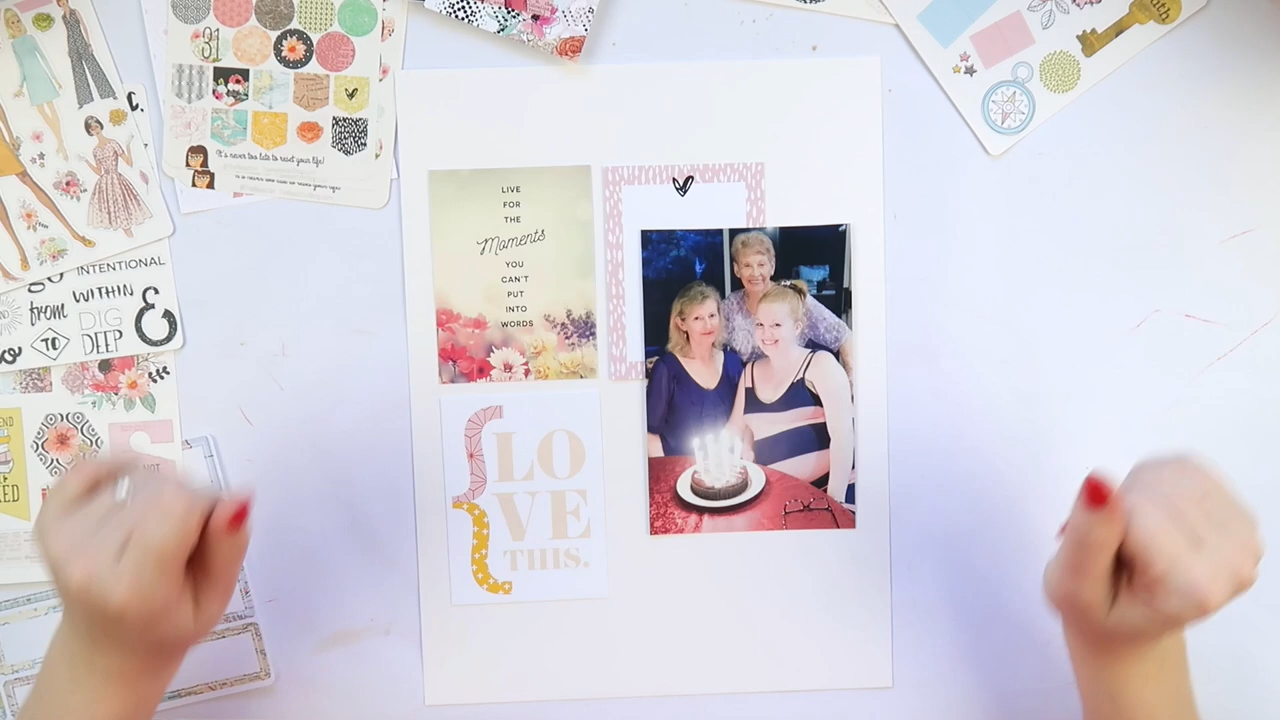 31
It's never too late to reset your life!
INTENTIONAL
WITHIN
from
DIG
TO
DEEP
LIVE
FOR
THE
Moments
YOU
CAN'T
PUT
INTO
WORDS
LO
VE
THIS.